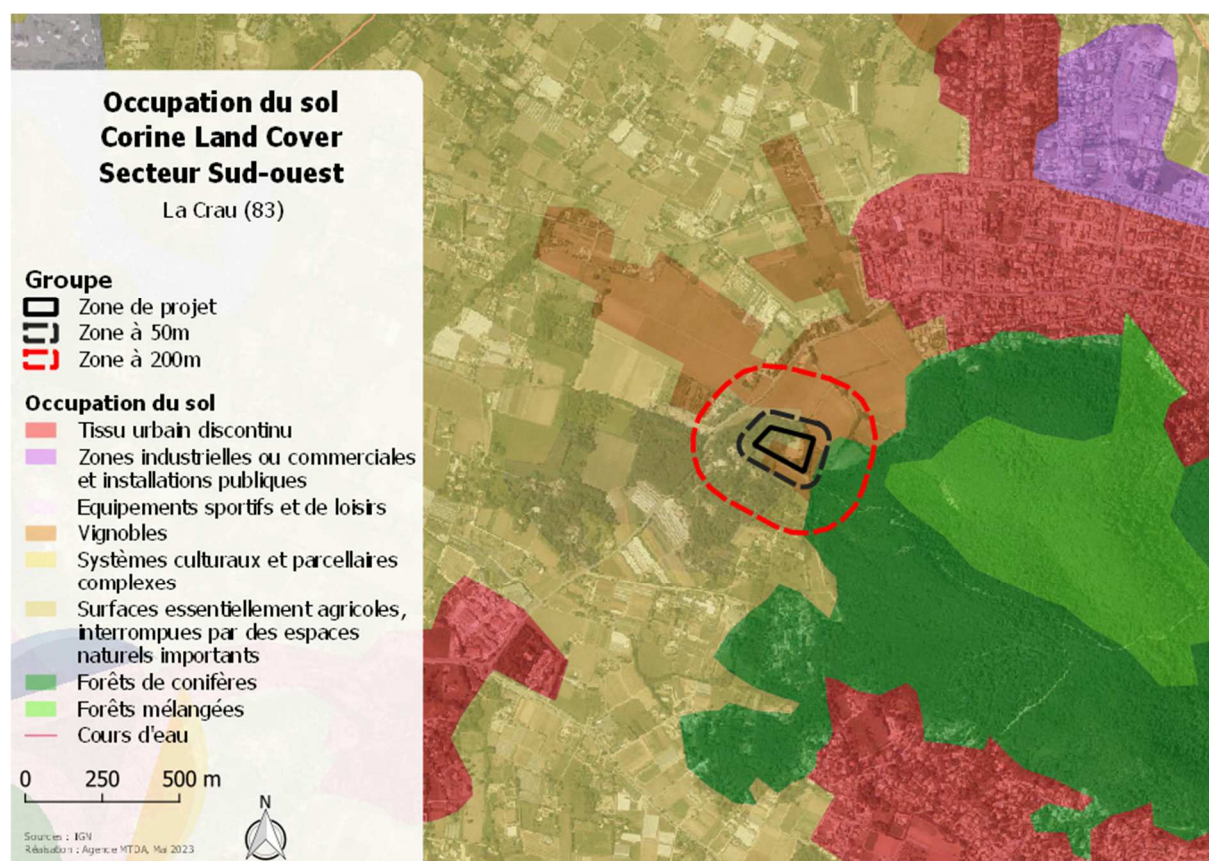 Occupation du sol
Corine Land Cover
Secteur Sud-ouest
La Crau (83)
Groupe
Zone de projet
Zone à 50m
Zone à 200m
Occupation du sol
Tissu urbain discontinu
Zones industrielles ou commerciales
et installations publiques
Equipements sportifs et de loisirs
Vignobles
Systèmes culturaux et parcellaires
complexes
Surfaces essentiellement agricoles,
interrompues par des espaces
naturels importants
Forêts de conifères
Forêts mélangées
Cours d'eau
0 250 500 m
N
Sources : IGN
Réalisation : Agence MTDA, Mai 2023